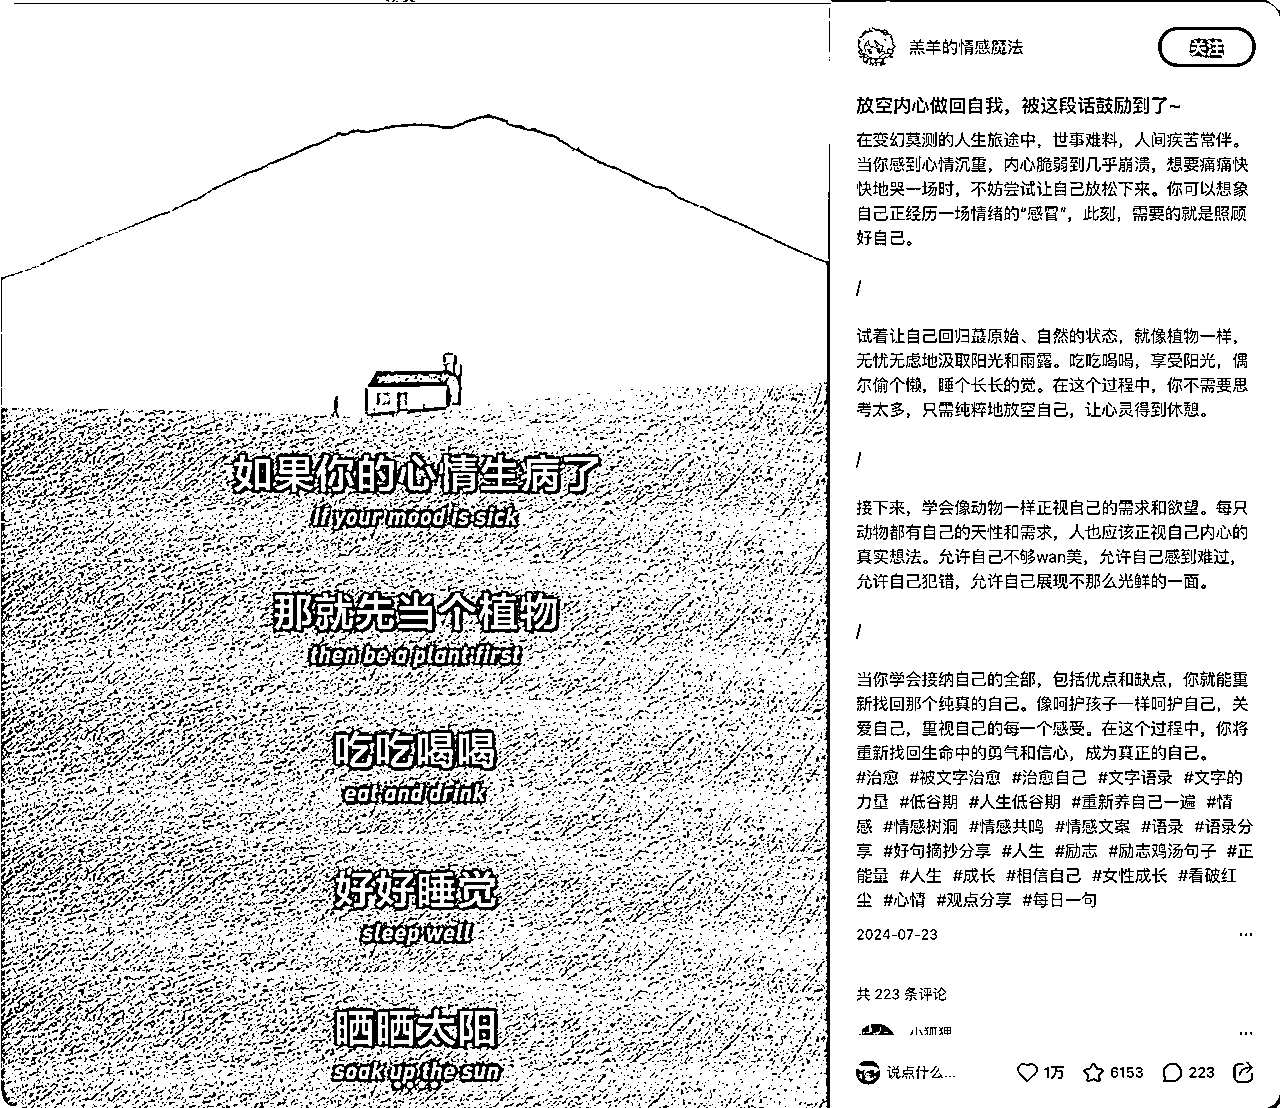 如果你的心情生病了
if your mood is sick
那就先当个植物
then be a plant first
吃吃喝喝
eat and drink
好好睡觉
sleep well
晒晒太阳
soak up the sun
羔羊的情感魔法
关注
放空内心做回自我，被这段话鼓励到了~
在变幻莫测的人生旅途中，世事难料，人间疾苦常伴。
当你感到心情沉重，内心脆弱到几乎崩溃，想要痛痛快
快地哭一场时，不妨尝试让自己放松下来。你可以想象
自己正经历一场情绪的“感冒”，此刻，需要的就是照顾
好自己。
/
试着让自己回归最原始、自然的状态，就像植物一样，
无忧无虑地汲取阳光和雨露。吃吃喝喝，享受阳光，偶
尔偷个懒，睡个长长的觉。在这个过程中，你不需要思
考太多，只需纯粹地放空自己，让心灵得到休憩。
/
接下来，学会像动物一样正视自己的需求和欲望。每只
动物都有自己的天性和需求，人也应该正视自己内心的
真实想法。允许自己不够wan美，允许自己感到难过，
允许自己犯错，允许自己展现不那么光鲜的一面。
/
当你学会接纳自己的全部，包括优点和缺点，你就能重
新找回那个纯真的自己。像呵护孩子一样呵护自己，关
爱自己，重视自己的每一个感受。在这个过程中，你将
重新找回生命中的勇气和信心，成为真正的自己。
#治愈 #被文字治愈 #治愈自己 #文字语录 #文字的
力量 #低谷期 #人生低谷期 #重新养自己一遍 #情
感 #情感树洞 #情感共鸣 #情感文案 #语录 #语录分
享 #好句摘抄分享 #人生 #励志 #励志鸡汤句子 #正
能量 #人生 #成长 #相信自己 #女性成长 #看破红
尘 #心情 #观点分享 #每日一句
2024-07-23
共 223 条评论
小狐狸
说点什么...
1万 6153 223